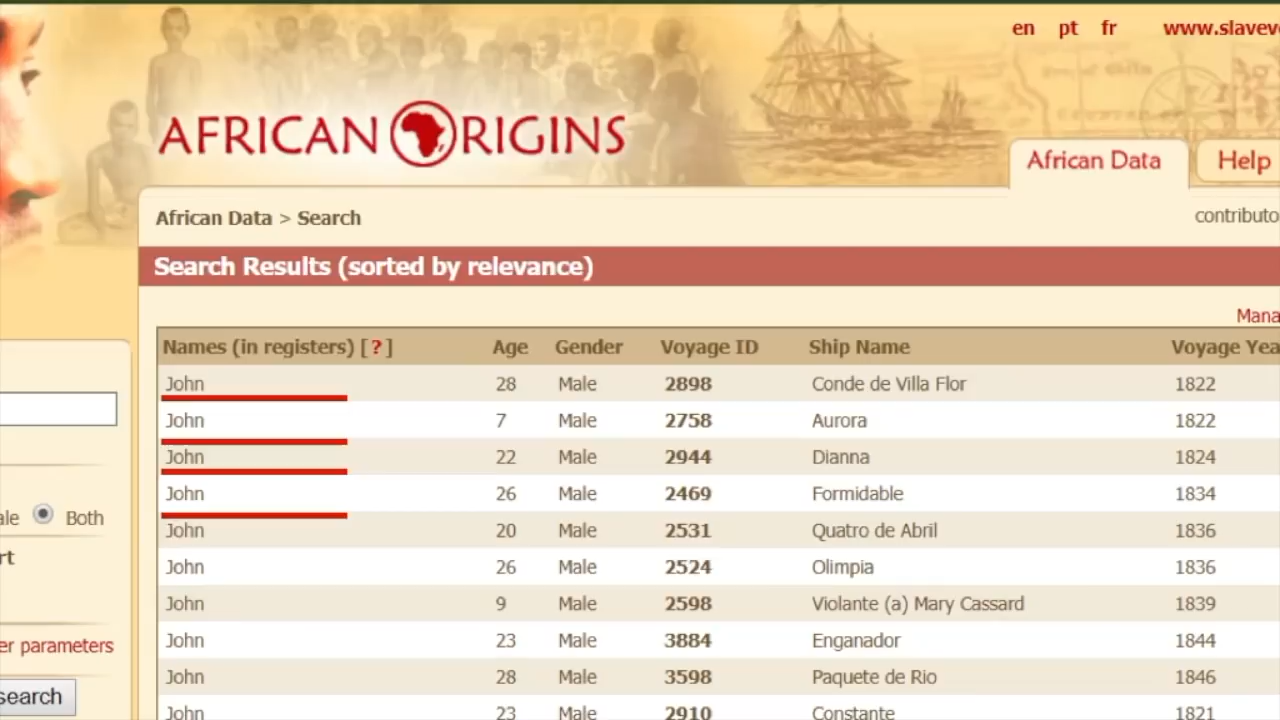 en pt fr www.slavev
AFRICAN ORIGINS
African Data Help
African Data > Search
contributo
Search Results (sorted by relevance)
Mana
Names (in registers) [?] Age Gender Voyage ID Ship Name Voyage Yea
John 28 Male 2898 Conde de Villa Flor 1822
John 7 Male 2758 Aurora 1822
John 22 Male 2944 Dianna 1824
John 26 Male 2469 Formidable 1834
ale Both
John 20 Male 2531 Quatro de Abril 1836
rt
John 26 Male 2524 Olimpia 1836
John 9 Male 2598 Violante (a) Mary Cassard 1839
er parameters
John 23 Male 3884 Enganador 1844
John 28 Male 3598 Paquete de Rio 1846
search
John 23 Male 2910 Constante 1821